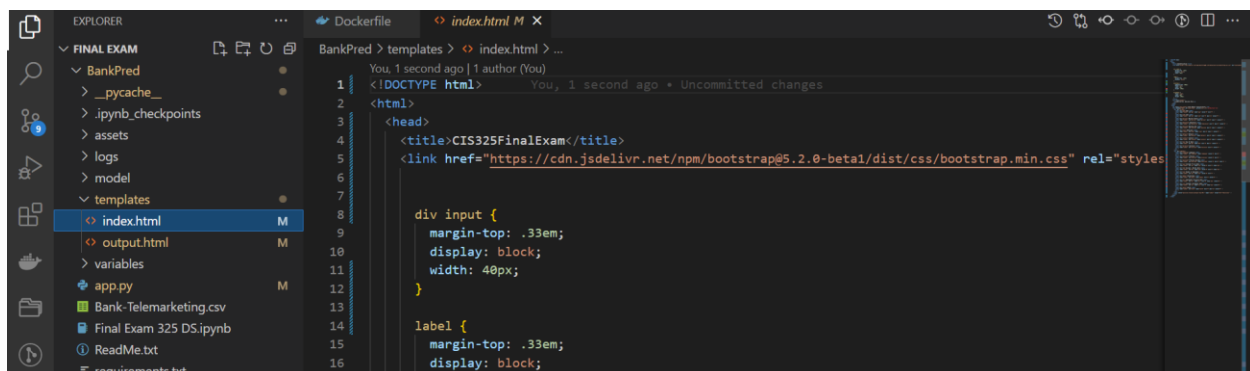 EXPLORER
FINAL EXAM
BankPred
__pycache__
.ipynb_checkpoints
assets
logs
model
templates
index.html M
output.html M
variables
app.py M
Bank-Telemarketing.csv
Final Exam 325 DS.ipynb
ReadMe.txt
requirements.txt
9
Dockerfile
index.html M
BankPred > templates > index.html > ...
You, 1 second ago | 1 author (You)
1 <!DOCTYPE html> You, 1 second ago • Uncommitted changes
2 <html>
3 <head>
4 <title>CIS325FinalExam</title>
5 <link href="https://cdn.jsdelivr.net/npm/bootstrap@5.2.0-beta1/dist/css/bootstrap.min.css" rel="styles
6
7
8 div input {
9 margin-top: .33em;
10 display: block;
11 width: 40px;
12 }
13
14 label {
15 margin-top: .33em;
16 display: block;